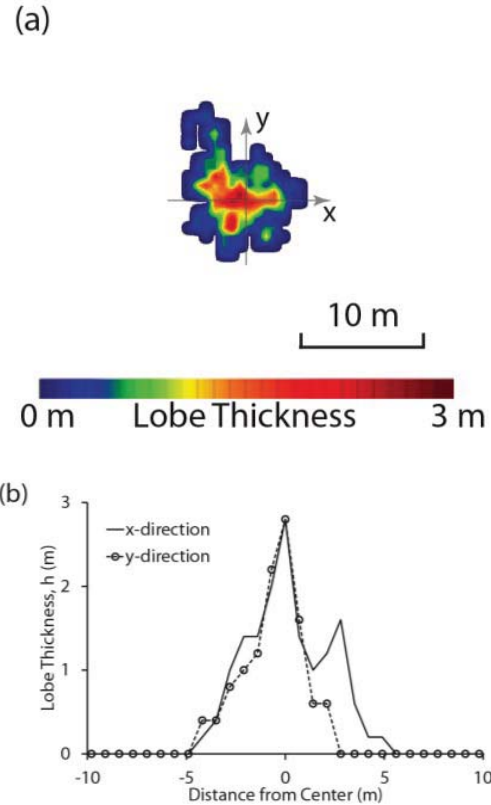 (a)
y
x
10 m
0 m Lobe Thickness 3 m
(b)
3
x-direction
y-direction
2
Lobe Thickness, h (m)
1
0
-10 -5 0 5 10
Distance from Center (m)